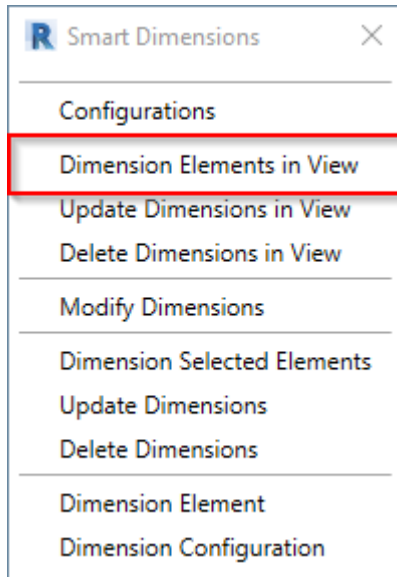 R Smart Dimensions
Configurations
Dimension Elements in View
Update Dimensions in View
Delete Dimensions in View
Modify Dimensions
Dimension Selected Elements
Update Dimensions
Delete Dimensions
Dimension Element
Dimension Configuration